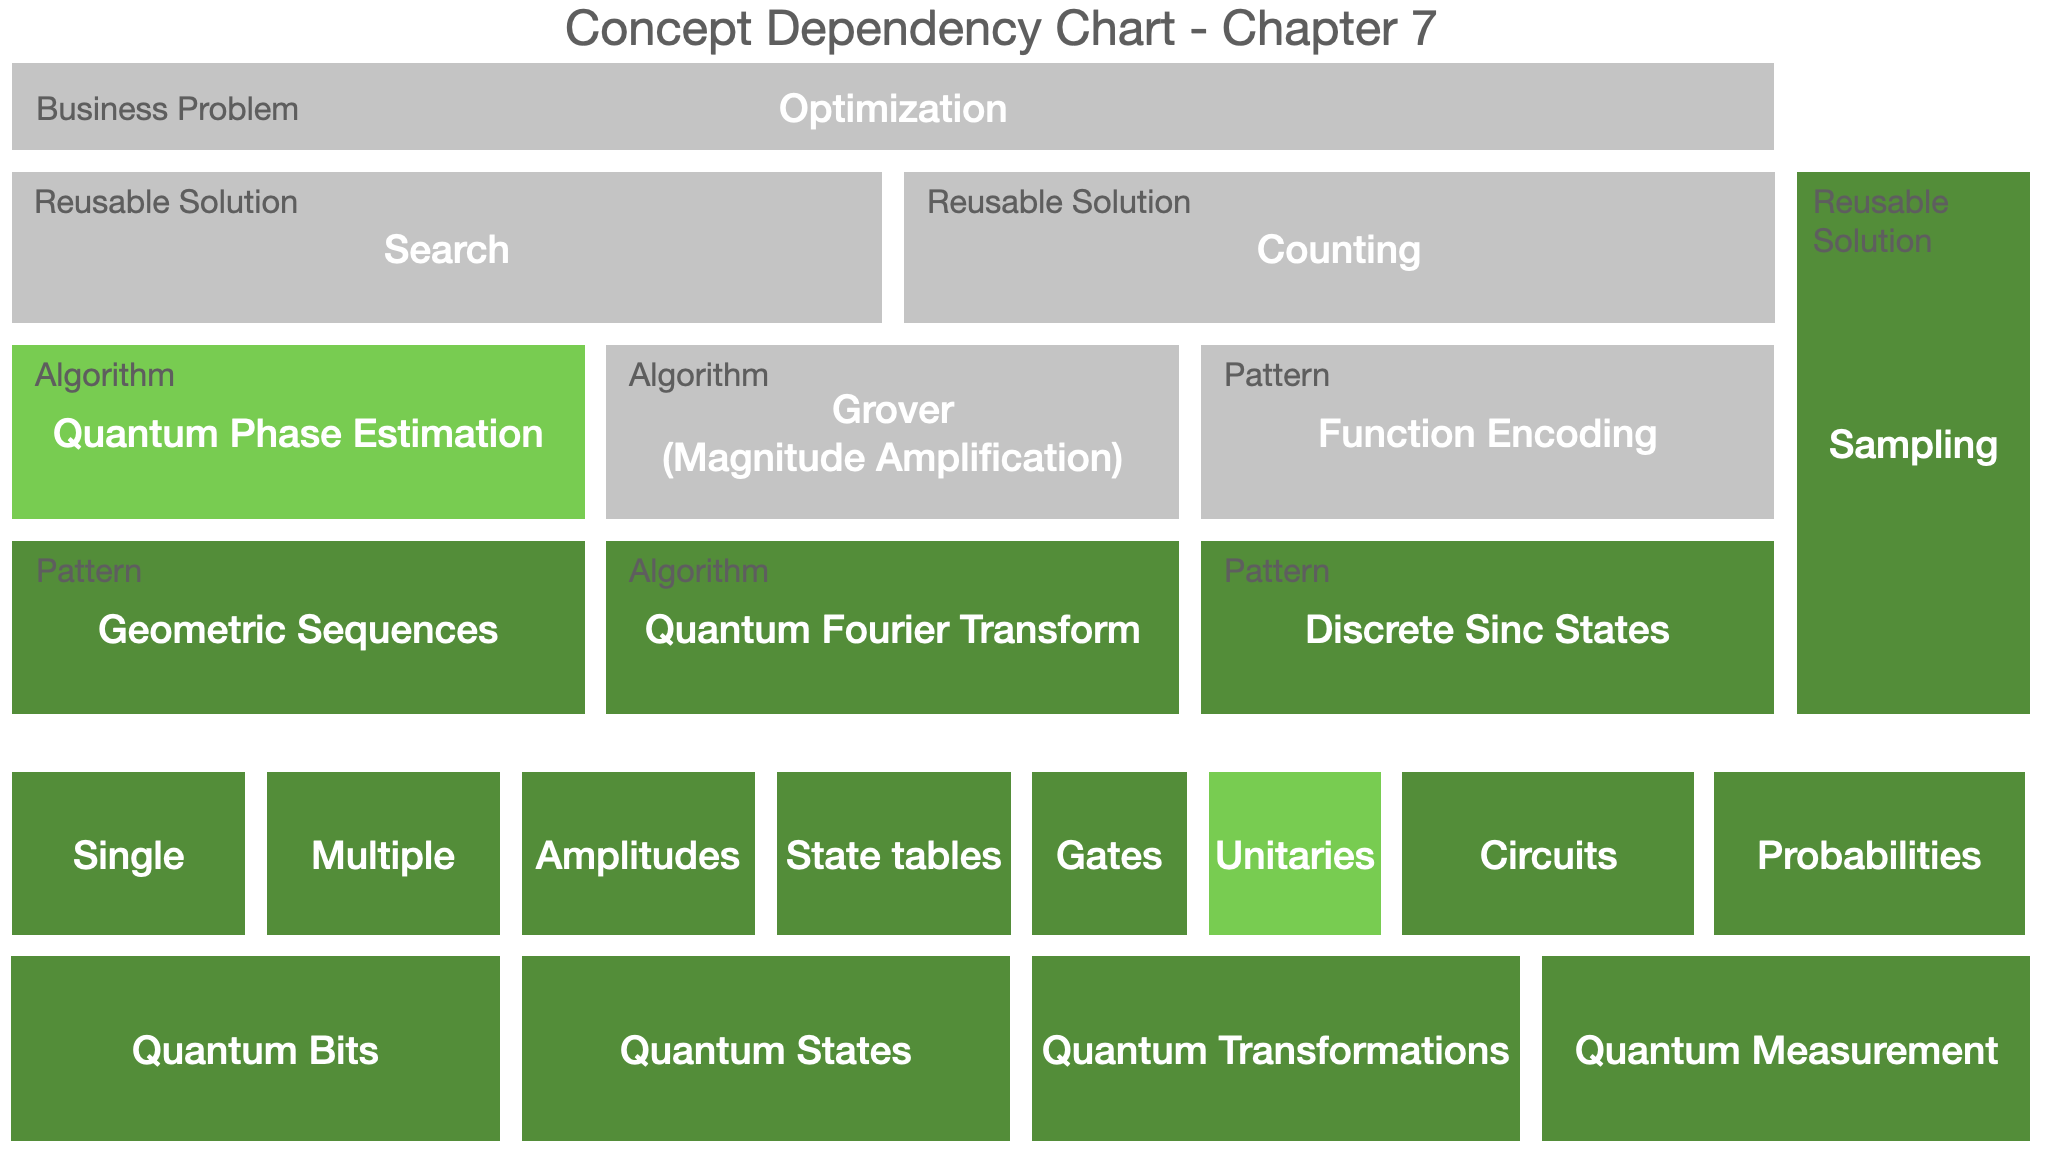 Concept Dependency Chart - Chapter 7
Business Problem
Optimization
Reusable Solution
Search
Reusable Solution
Counting
Reusable
Solution
Sampling
Algorithm
Quantum Phase Estimation
Algorithm
Grover
(Magnitude Amplification)
Pattern
Function Encoding
Pattern
Geometric Sequences
Algorithm
Quantum Fourier Transform
Pattern
Discrete Sinc States
Single
Multiple
Amplitudes
State tables
Gates
Unitaries
Circuits
Probabilities
Quantum Bits
Quantum States
Quantum Transformations
Quantum Measurement